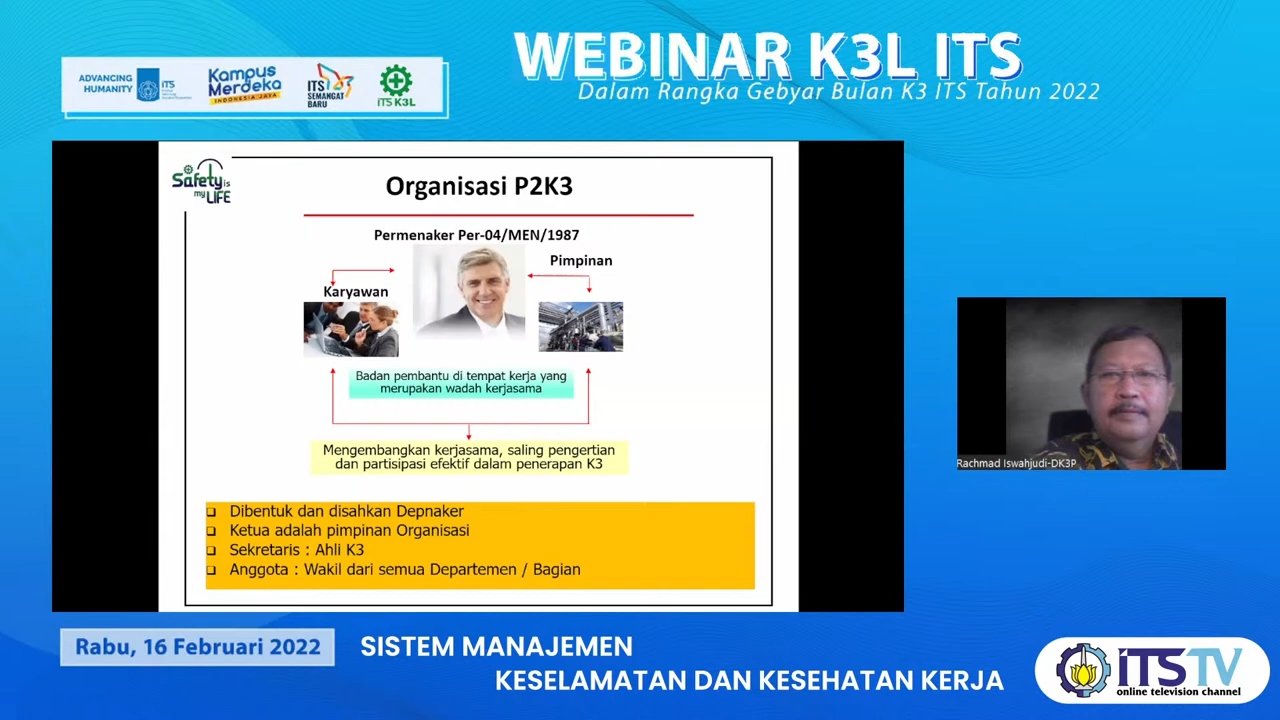 ADVANCING
HUMANITY
ITS
Kampus
Merdeka
INDONESIA JAYA
ITS
SEMANGAT
BARU
ITS K3L
WEBINAR K3L ITS
Dalam Rangka Gebyar Bulan K3 ITS Tahun 2022
Safety is
my LIFE
Organisasi P2K3
Permenaker Per-04/MEN/1987
Pimpinan
Karyawan
Badan pembantu di tempat kerja yang
merupakan wadah kerjasama
Mengembangkan kerjasama, saling pengertian
dan partisipasi efektif dalam penerapan K3
Dibentuk dan disahkan Depnaker
Ketua adalah pimpinan Organisasi
Sekretaris : Ahli K3
Anggota : Wakil dari semua Departemen / Bagian
Rachmad Iswahjudi-DK3P
Rabu, 16 Februari 2022
SISTEM MANAJEMEN
KESELAMATAN DAN KESEHATAN KERJA
iTSTV
online television channel